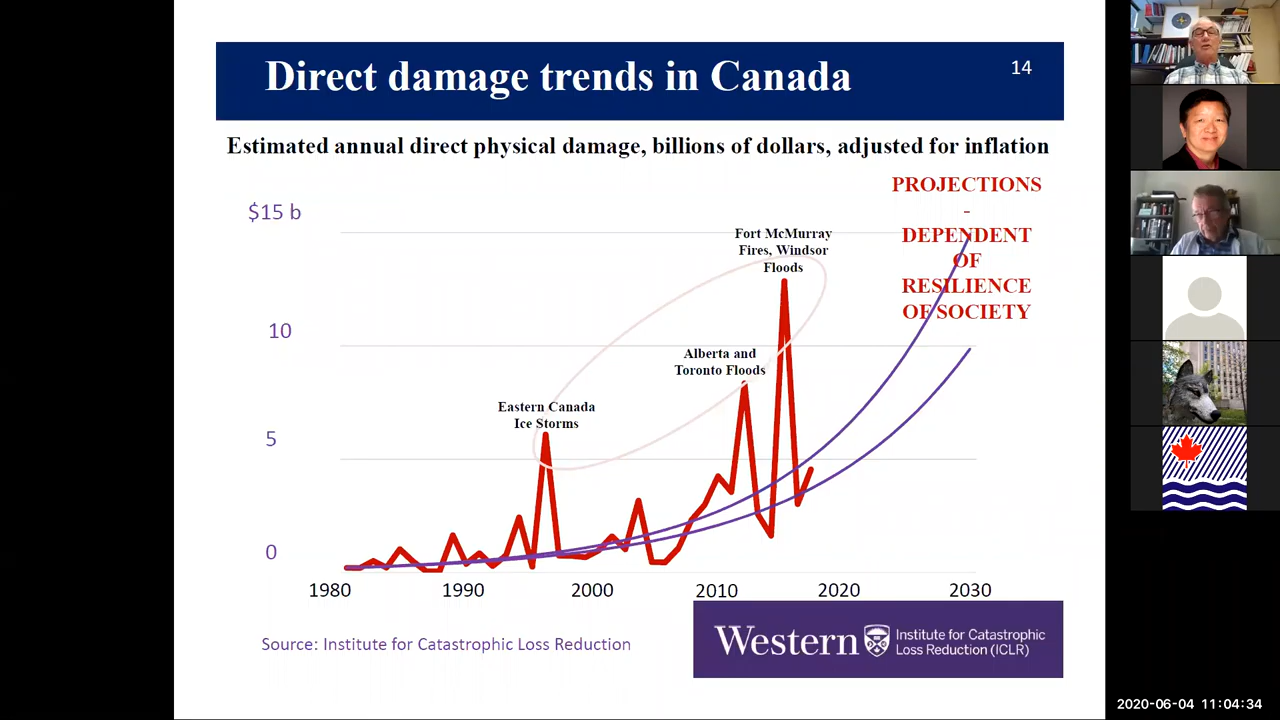 Direct damage trends in Canada
14
Estimated annual direct physical damage, billions of dollars, adjusted for inflation
PROJECTIONS
-
DEPENDENT
OF
RESILIENCE
OF SOCIETY
$15 b
10
5
0
Fort McMurray
Fires, Windsor
Floods
Alberta and
Toronto Floods
Eastern Canada
Ice Storms
1980 1990 2000 2010 2020 2030
Source: Institute for Catastrophic Loss Reduction
Western
Institute for Catastrophic
Loss Reduction (ICLR)
2020-06-04 11:04:34